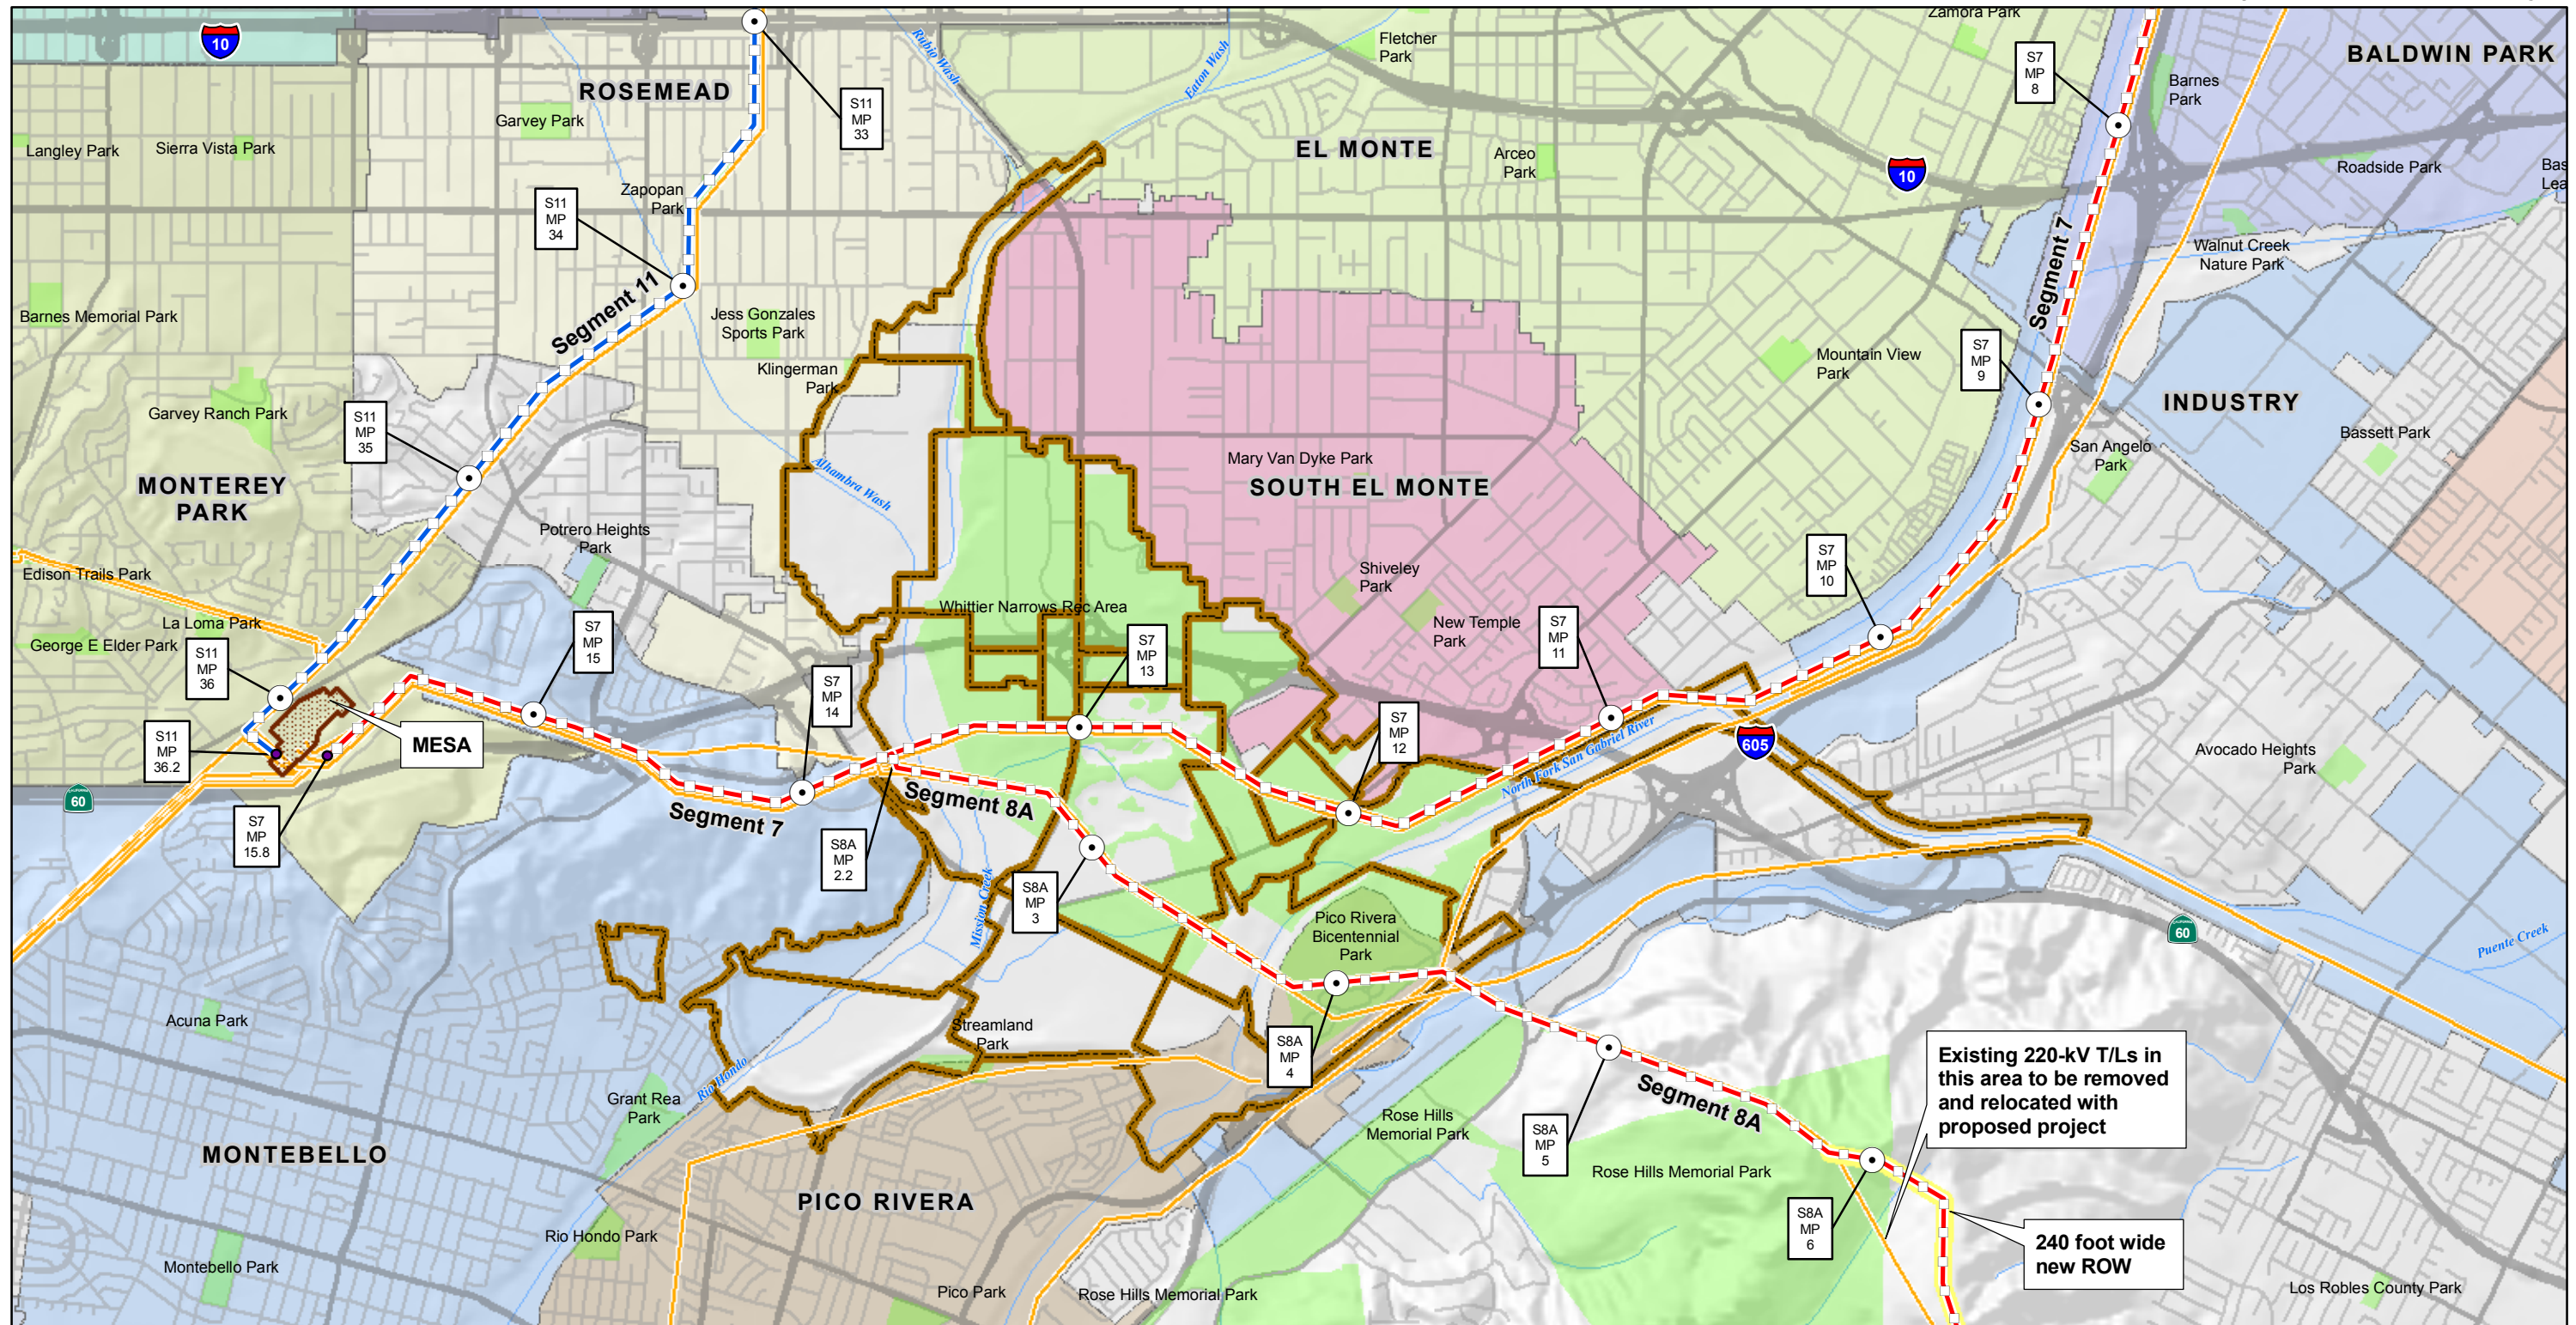 Zamora Park
10
Fletcher
Park
BALDWIN PARK
S7
MP
8
Barnes
Park
ROSEMEAD
Rubio Wash
Eaton Wash
S11
MP
33
Garvey Park
Langley Park
Sierra Vista Park
EL MONTE
Arceo
Park
10
Roadside Park
Bas
Lea
Zapopan
Park
S11
MP
34
Segment 7
Walnut Creek
Nature Park
Segment 11
Barnes Memorial Park
Jess Gonzales
Sports Park
Klingerman
Park
Mountain View
Park
S7
MP
9
INDUSTRY
Garvey Ranch Park
S11
MP
35
Bassett Park
San Angelo
Park
Mary Van Dyke Park
SOUTH EL MONTE
Alhambra Wash
MONTEREY
PARK
Potrero Heights
Park
Edison Trails Park
Shiveley
Park
S7
MP
10
Whittier Narrows Rec Area
La Loma Park
George E Elder Park
S7
MP
15
New Temple
Park
S7
MP
11
S7
MP
13
S11
MP
36
S7
MP
14
MESA
S11
MP
36.2
S7
MP
12
605
North Fork San Gabriel River
Avocado Heights
Park
60
Segment 7
Segment 8A
S7
MP
15.8
S8A
MP
2.2
S8A
MP
3
Mission Creek
Pico Rivera
Bicentennial
Park
60
Puente Creek
Acuna Park
Streamland
Park
S8A
MP
4
Existing 220-kV T/Ls in
this area to be removed
and relocated with
proposed project
Rio Hondo
Grant Rea
Park
Segment 8A
Rose Hills
Memorial Park
S8A
MP
5
MONTEBELLO
Rose Hills Memorial Park
PICO RIVERA
S8A
MP
6
Rio Hondo Park
240 foot wide
new ROW
Montebello Park
Pico Park
Rose Hills Memorial Park
Los Robles County Park